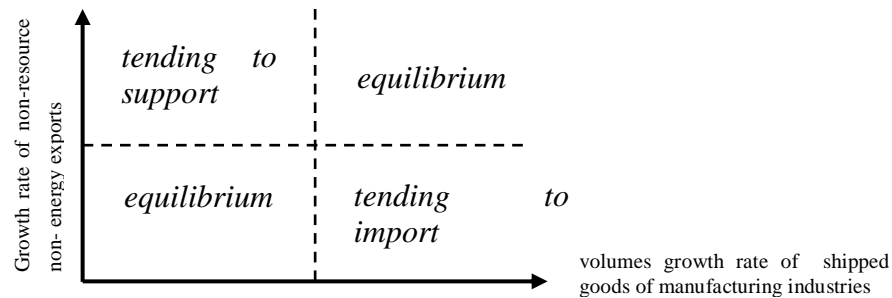 Growth rate of non-resource
non- energy exports
tending to
support
equilibrium
equilibrium
tending to
import
volumes growth rate of shipped
goods of manufacturing industries